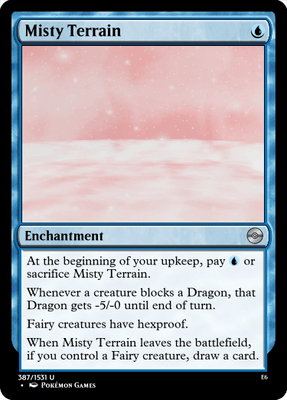 Misty Terrain
Enchantment
At the beginning of your upkeep, pay or
sacrifice Misty Terrain.
Whenever a creature blocks a Dragon, that
Dragon gets -5/-0 until end of turn.
Fairy creatures have hexproof.
When Misty Terrain leaves the battlefield,
if you control a Fairy creature, draw a card.
387/1531 U
E6
• Pokémon Games